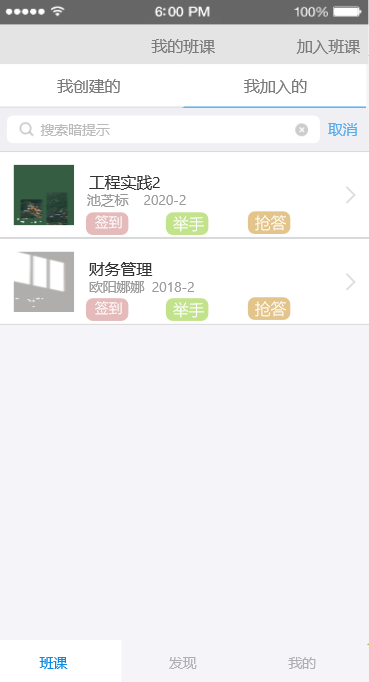 6:00 PM 100%
我的班课 加入班课
我创建的 我加入的
搜索暗提示 取消
工程实践2
池芝标 2020-2
签到 举手 抢答
财务管理
欧阳娜娜 2018-2
签到 举手 抢答
班课 发现 我的